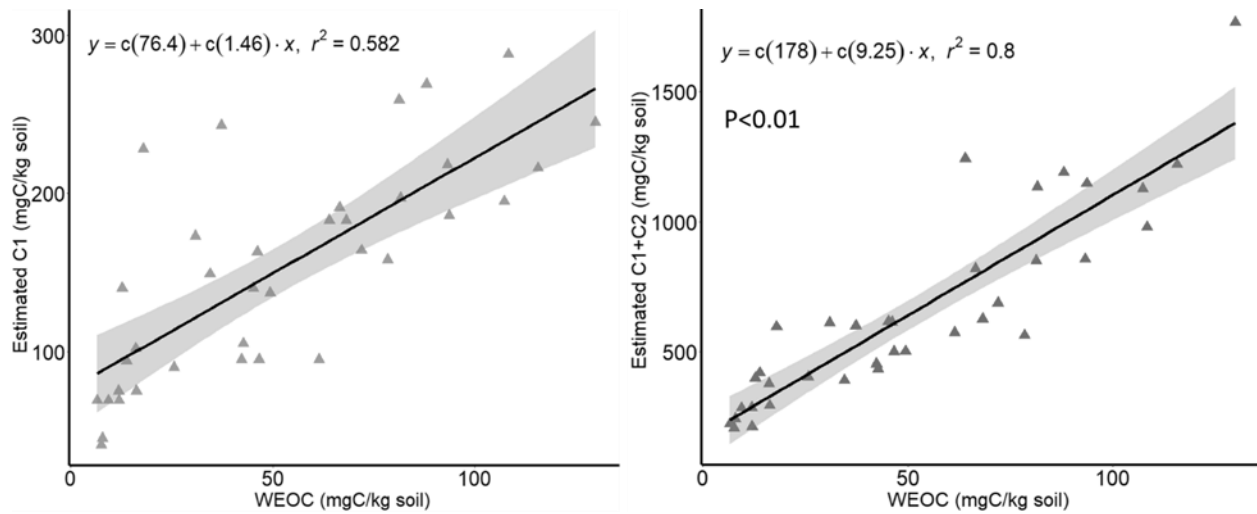 300
200
100
0
50
100
Estimated C1 (mgC/kg soil)
WEOC (mgC/kg soil)
y = c(76.4) + c(1.46) · x, r² = 0.582
1500
1000
500
0
50
100
Estimated C1+C2 (mgC/kg soil)
WEOC (mgC/kg soil)
y = c(178) + c(9.25) · x, r² = 0.8
P<0.01